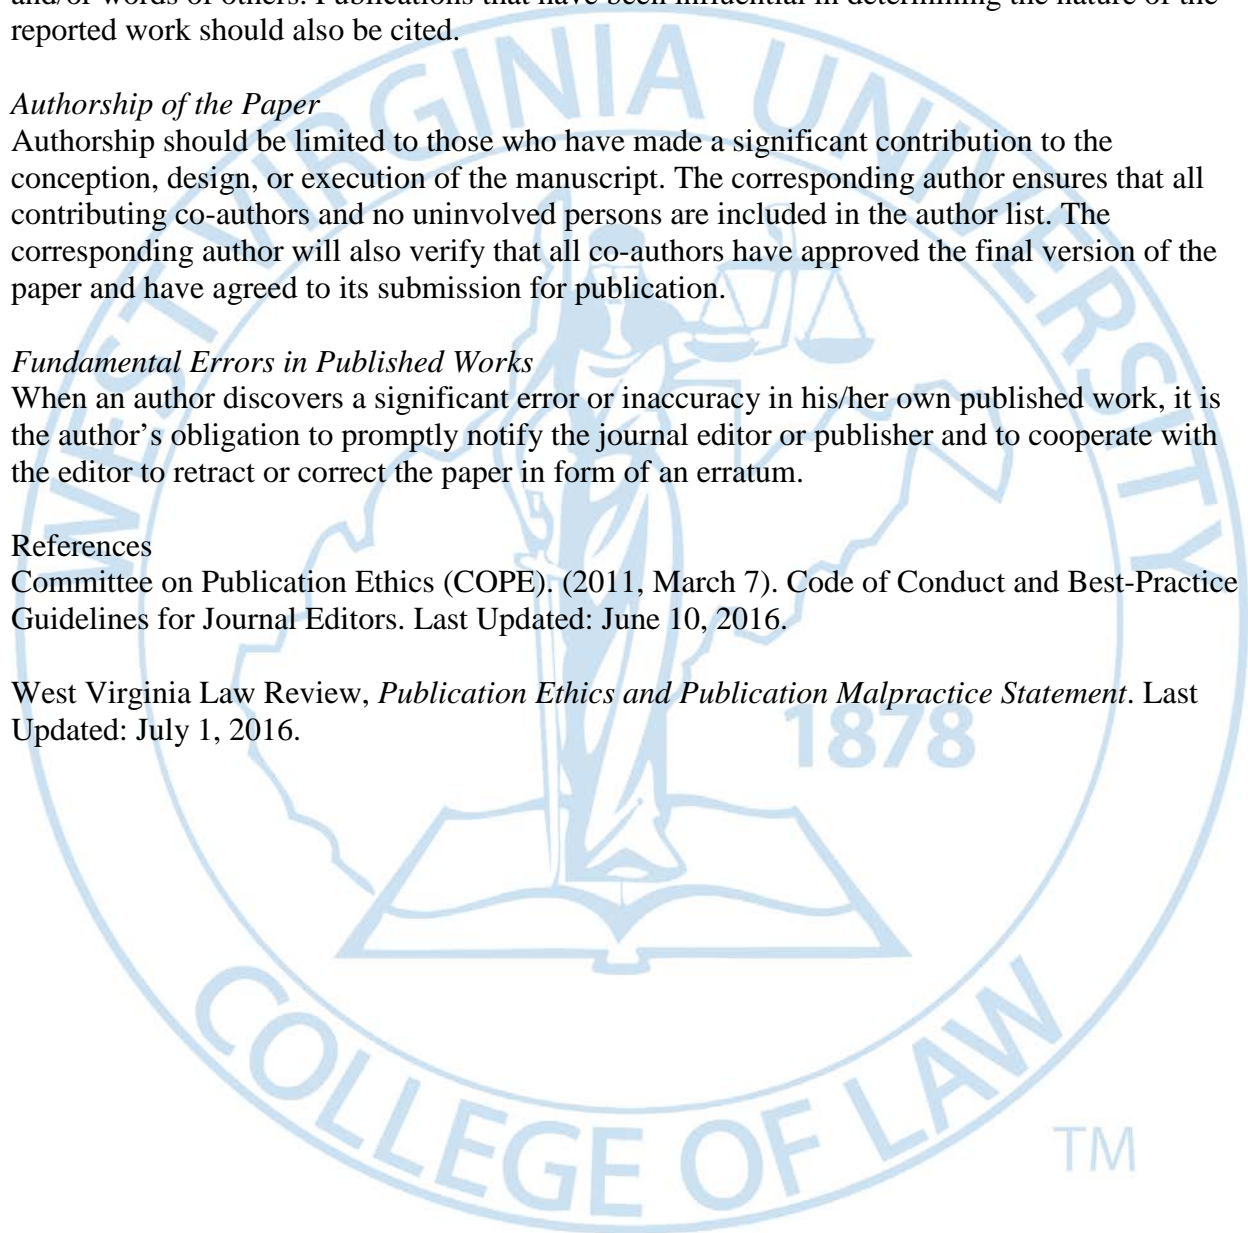 and/or words of others. Publications that have been influential in determining the nature of the
reported work should also be cited.
Authorship of the Paper
Authorship should be limited to those who have made a significant contribution to the
conception, design, or execution of the manuscript. The corresponding author ensures that all
contributing co-authors and no uninvolved persons are included in the author list. The
corresponding author will also verify that all co-authors have approved the final version of the
paper and have agreed to its submission for publication.
Fundamental Errors in Published Works
When an author discovers a significant error or inaccuracy in his/her own published work, it is
the author’s obligation to promptly notify the journal editor or publisher and to cooperate with
the editor to retract or correct the paper in form of an erratum.
References
Committee on Publication Ethics (COPE). (2011, March 7). Code of Conduct and Best-Practice
Guidelines for Journal Editors. Last Updated: June 10, 2016.
West Virginia Law Review, Publication Ethics and Publication Malpractice Statement. Last
Updated: July 1, 2016.
WEST VIRGINIA UNIVERSITY
1878
COLLEGE OF LAW
TM